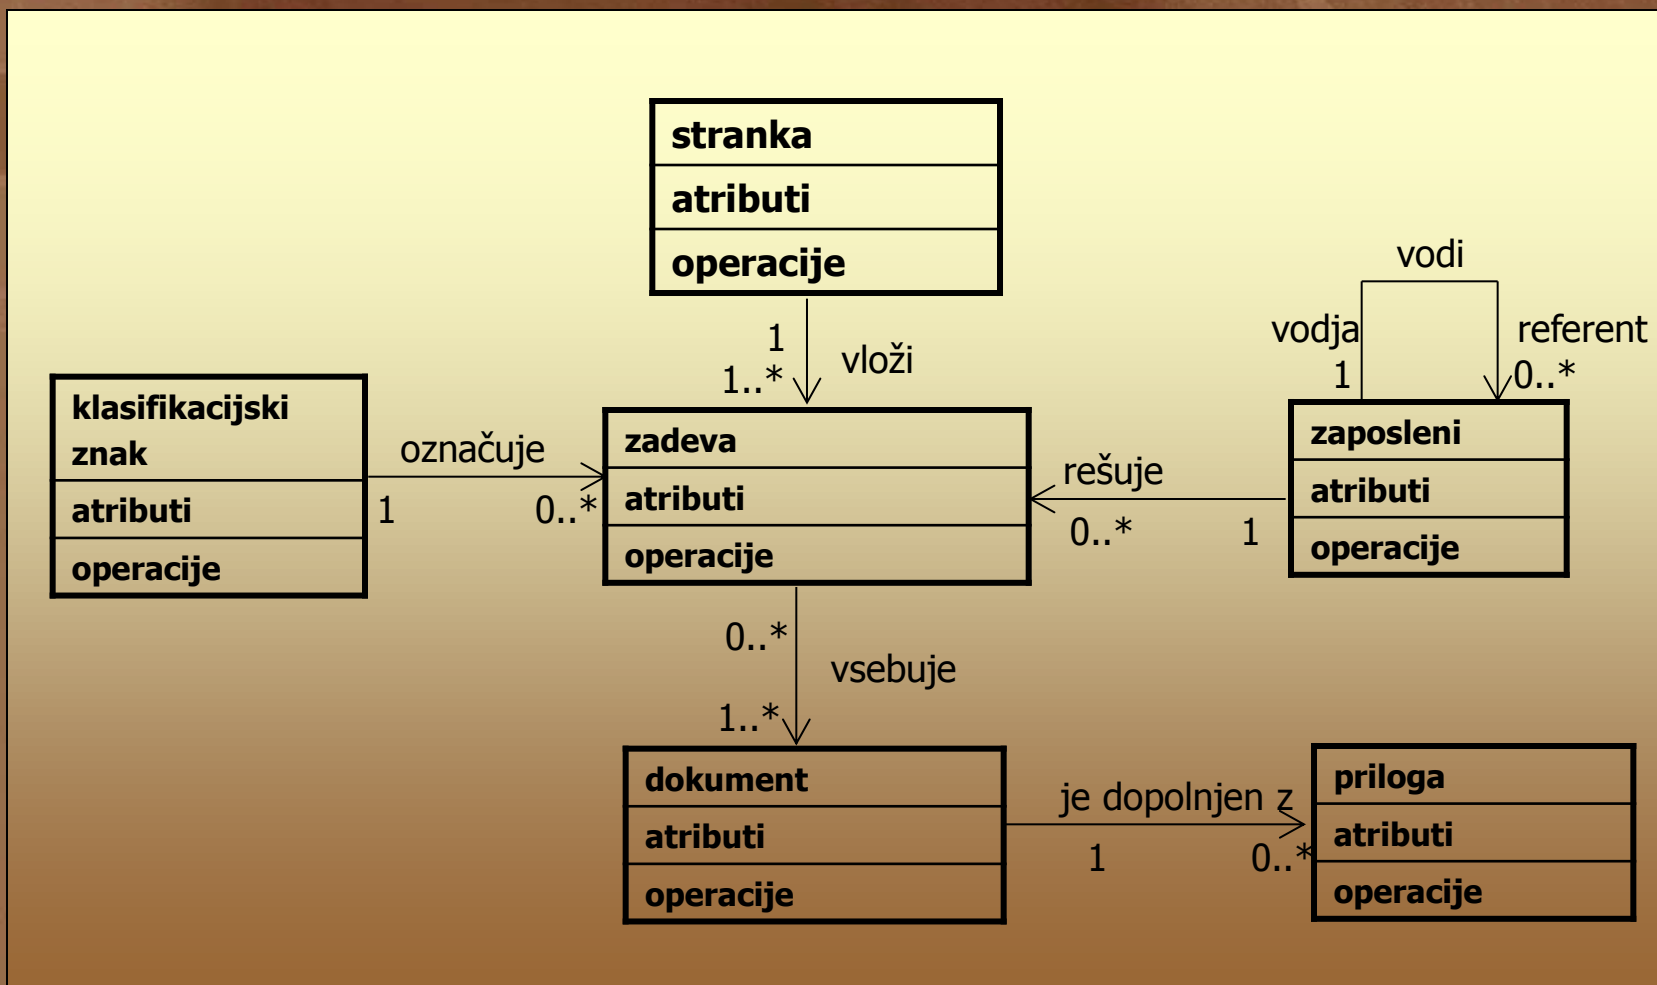 stranka
atributi
operacije
1
1..*
vloži
vodi
vodja
referent
1
0..*
klasifikacijski
znak
atributi
operacije
označuje
1
0..*
zadeva
atributi
operacije
rešuje
0..*
1
zaposleni
atributi
operacije
0..*
vsebuje
1..*
dokument
atributi
operacije
je dopolnjen z
1
0..*
priloga
atributi
operacije